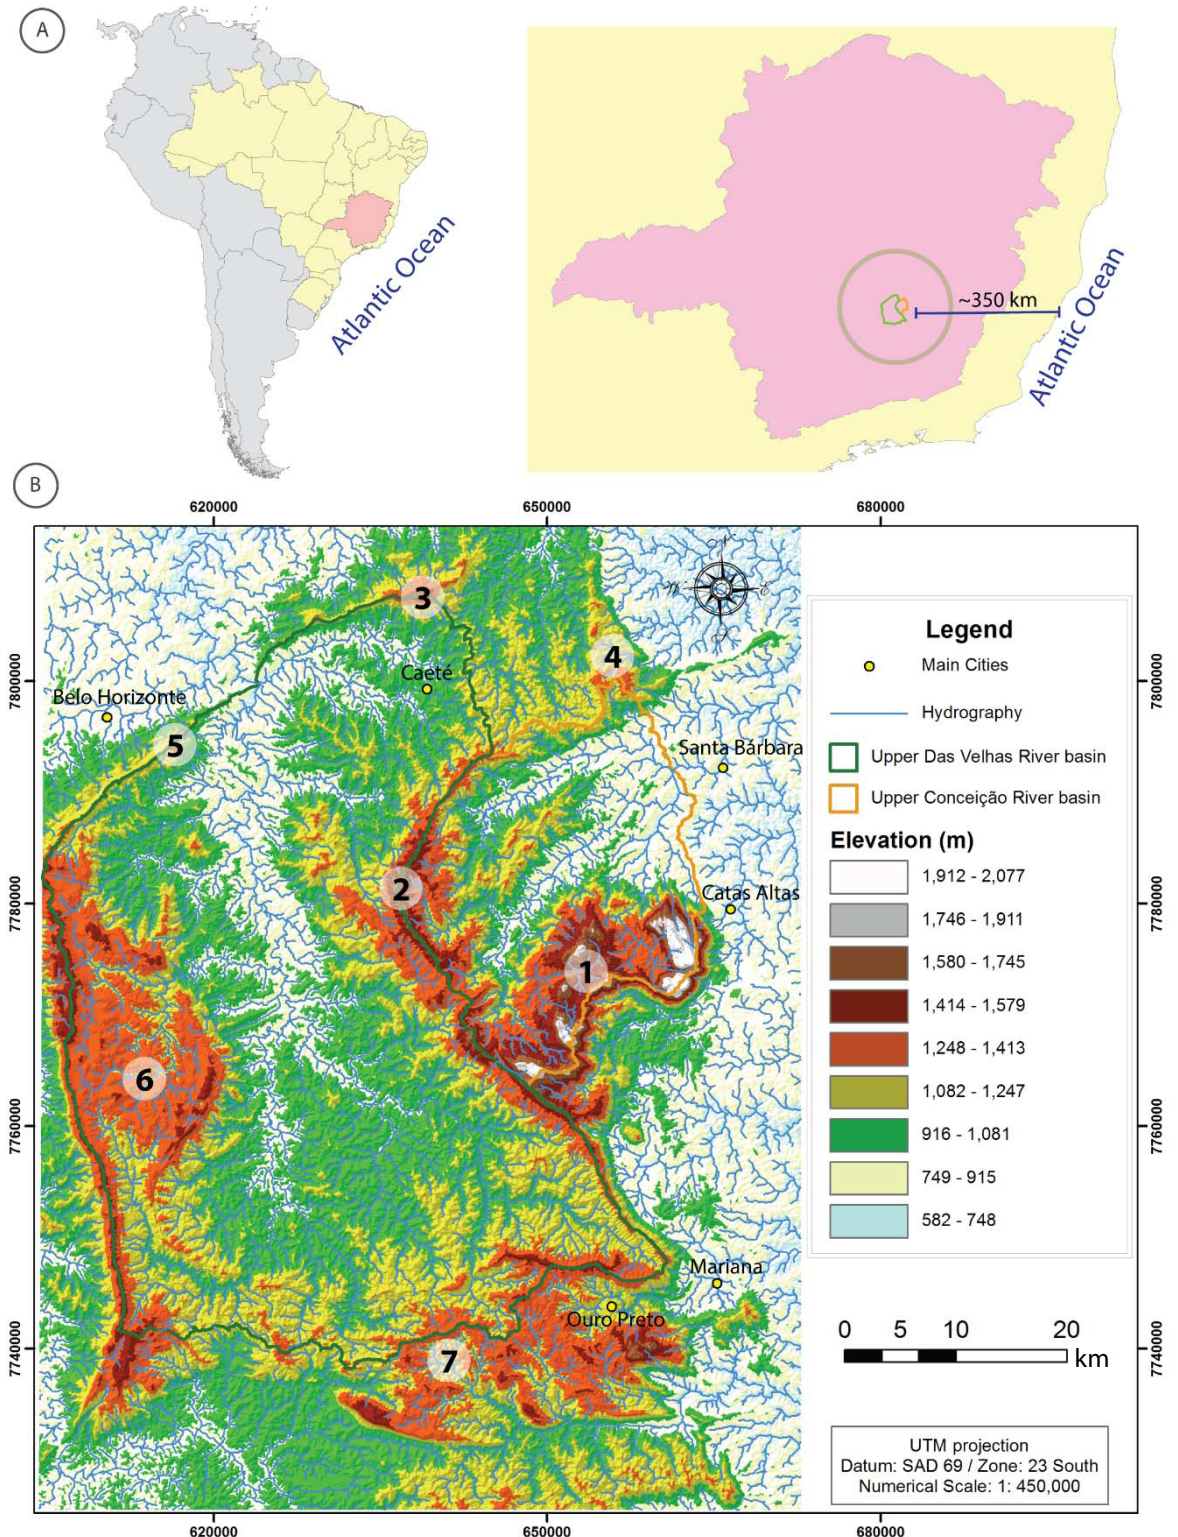 A
Atlantic Ocean
~350 km
Atlantic Ocean
B
620000
650000
680000
N
W
E
S
3
4
Caeté
7800000
7800000
Belo Horizonte
5
Santa Bárbara
2
Catas Altas
7780000
7780000
1
6
7760000
7760000
Mariana
Ouro Preto
7
7740000
7740000
Legend
Main Cities
Hydrography
Upper Das Velhas River basin
Upper Conceição River basin
Elevation (m)
1,912 - 2,077
1,746 - 1,911
1,580 - 1,745
1,414 - 1,579
1,248 - 1,413
1,082 - 1,247
916 - 1,081
749 - 915
582 - 748
0 5 10 20
km
UTM projection
Datum: SAD 69 / Zone: 23 South
Numerical Scale: 1: 450,000
620000
650000
680000